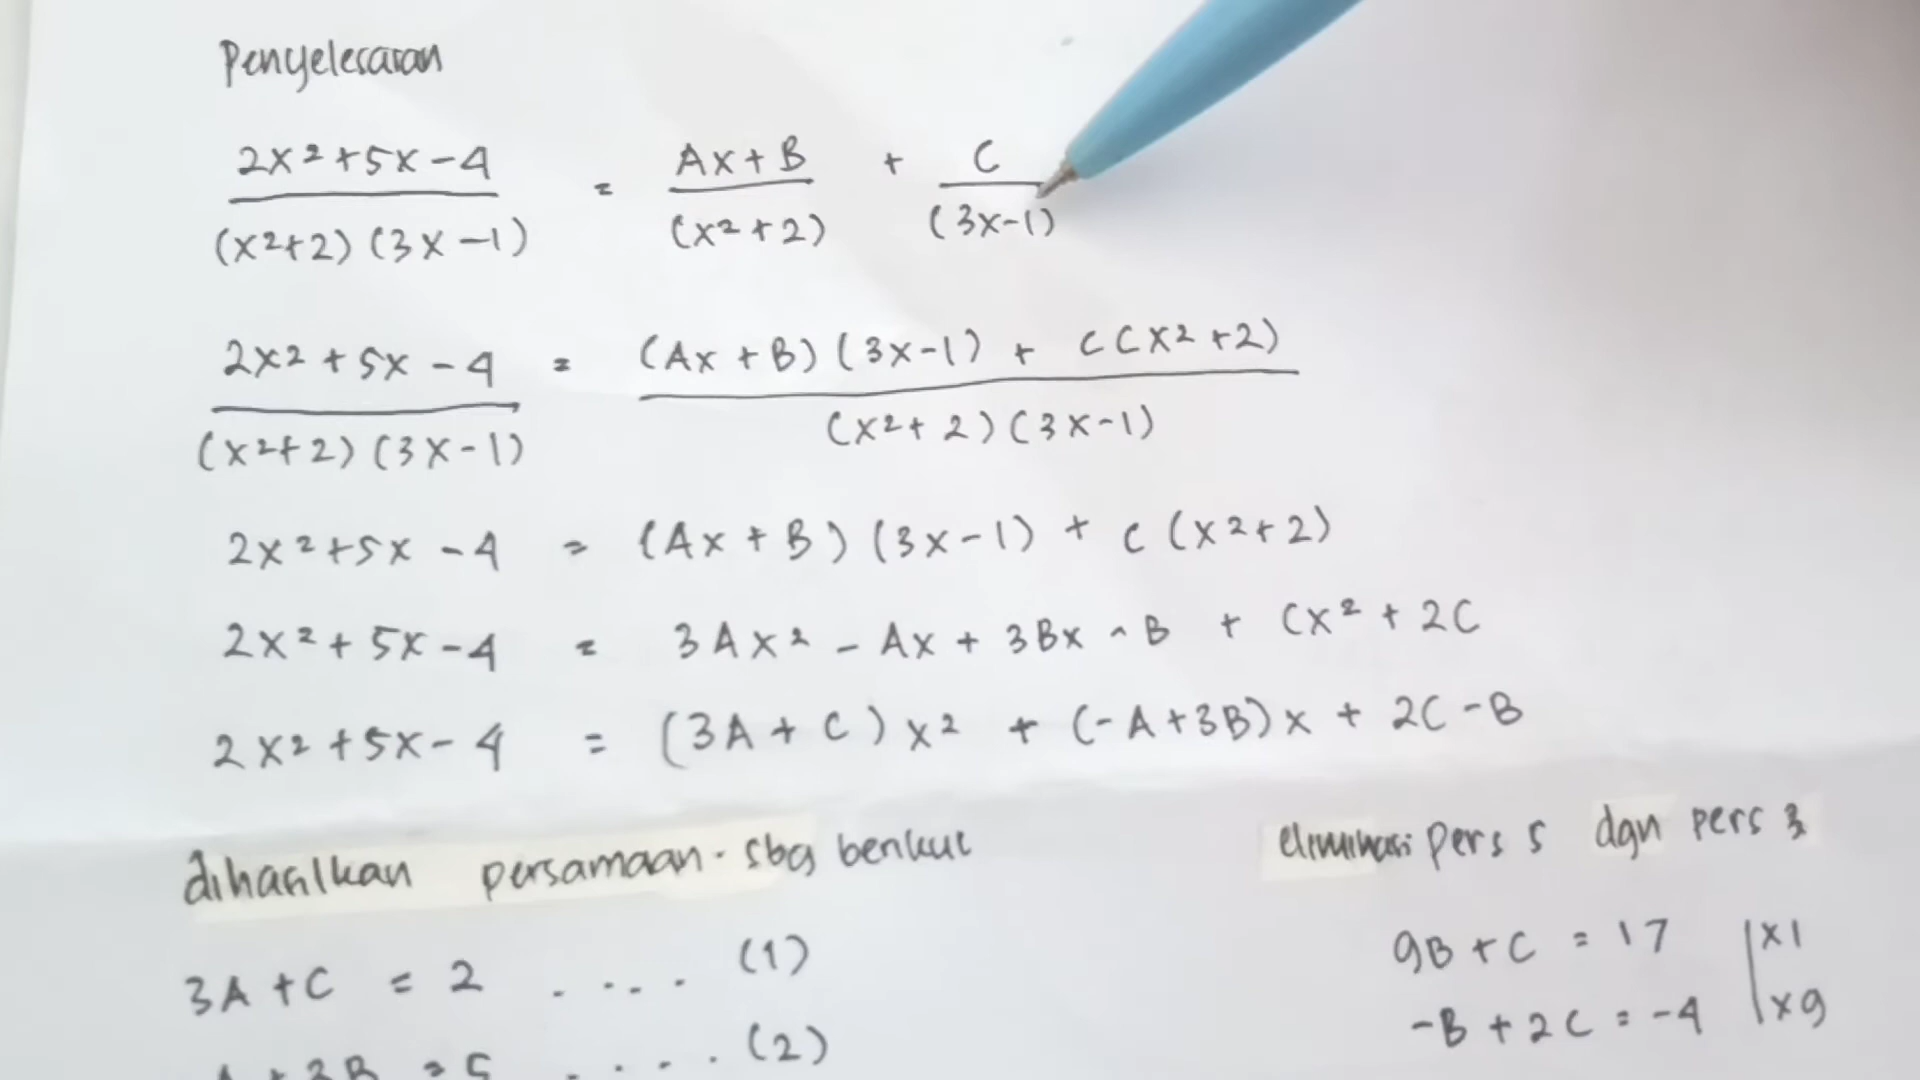 Penyelesaian
2x² + 5x - 4 / (x²+2) (3x-1) = Ax + B / (x²+2) + C / (3x-1)
2x² + 5x - 4 / (x²+2) (3x-1) = (Ax + B) (3x-1) + C(x²+2) / (x²+2) (3x-1)
2x² + 5x - 4 = (Ax + B) (3x-1) + C (x²+2)
2x² + 5x - 4 = 3Ax² - Ax + 3Bx - B + Cx² + 2C
2x² + 5x - 4 = (3A + C) x² + (-A+3B) x + 2C - B
dihasilkan persamaan sbg berikut
3A + C = 2 .... (1)
A + 3B = 5 .... (2)
eliminasi pers 5 dgn pers 3
9B + C = 17 | x1
-B + 2C = -4 | x9